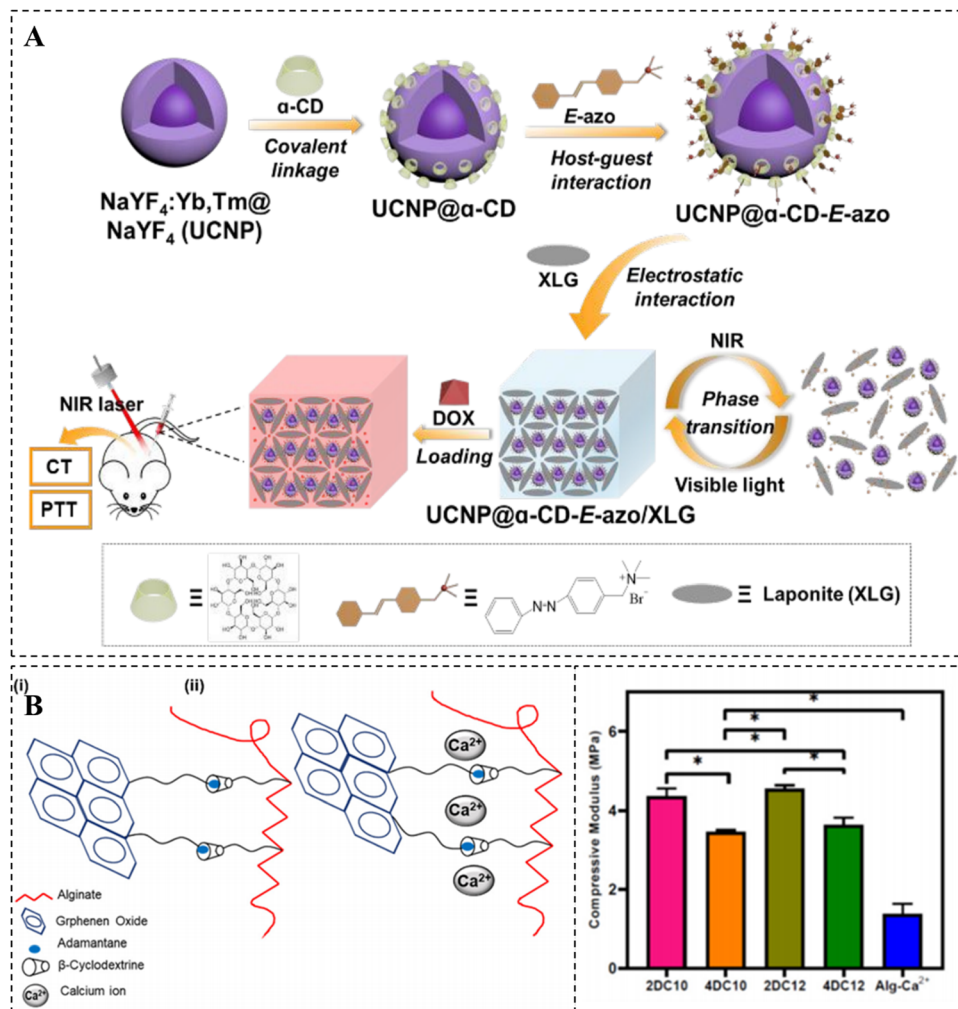 A
α-CD
Covalent
linkage
E-azo
Host-guest
interaction
NaYF4:Yb,Tm@
NaYF4 (UCNP)
UCNP@α-CD
UCNP@α-CD-E-azo
XLG
Electrostatic
interaction
NIR laser
CT
PTT
DOX
Loading
NIR
Phase
transition
Visible light
UCNP@α-CD-E-azo/XLG
N
N
N
+
Br-
Laponite (XLG)
(i)
B
(ii)
Ca2+
Ca2+
Ca2+
Alginate
Grphenen Oxide
Adamantane
β-Cyclodextrine
Ca2+ Calcium ion
Compressive Modulus (MPa)
6
4
2
0
*
*
*
*
*
2DC10 4DC10 2DC12 4DC12 Alg-Ca2+